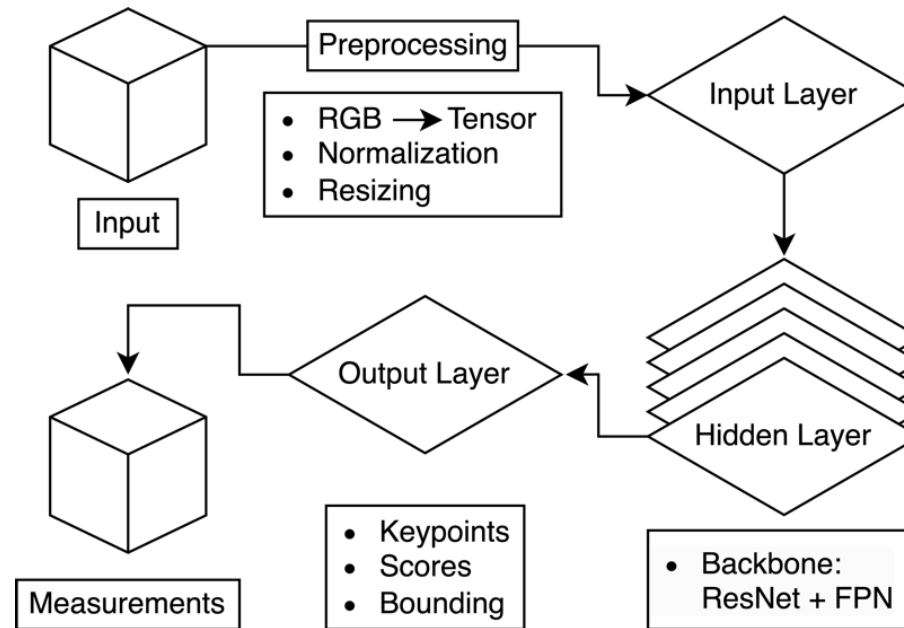 Preprocessing
Input Layer
• RGB → Tensor
• Normalization
• Resizing
Input
Output Layer
Hidden Layer
• Keypoints
• Scores
• Bounding
• Backbone:
ResNet + FPN
Measurements